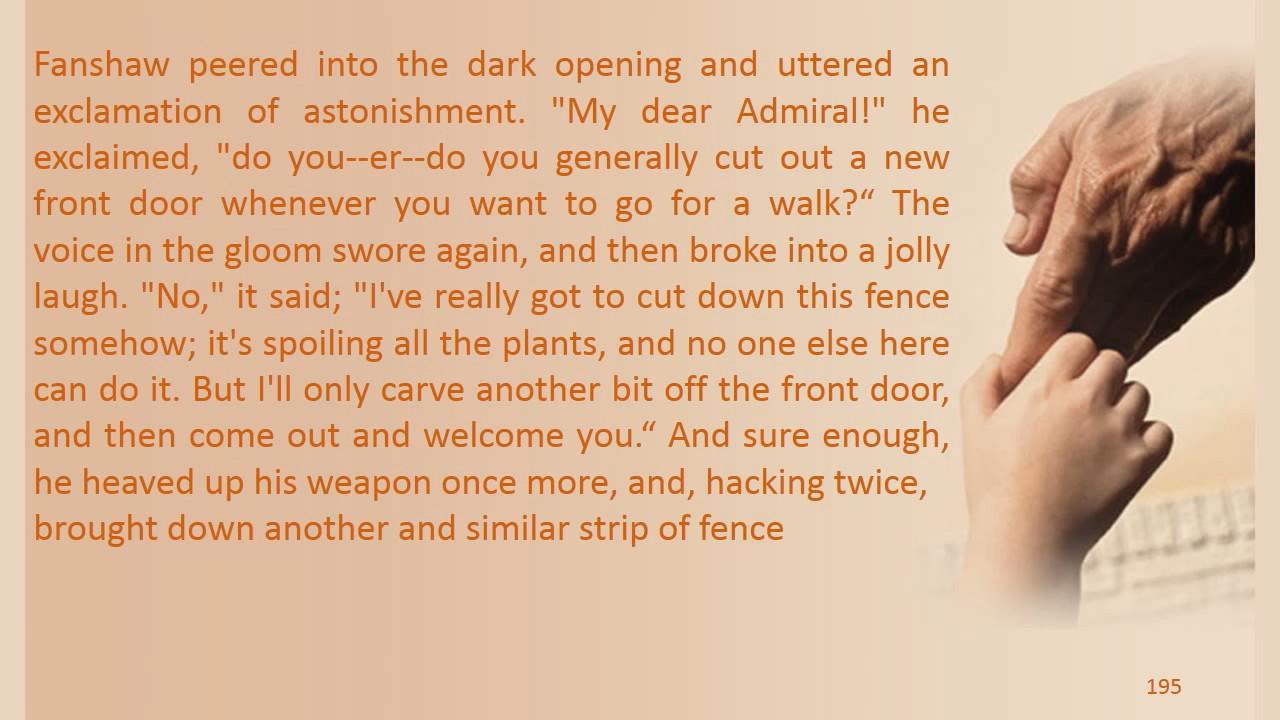 Fanshaw peered into the dark opening and uttered an
exclamation of astonishment. "My dear Admiral!" he
exclaimed, "do you--er--do you generally cut out a new
front door whenever you want to go for a walk?“ The
voice in the gloom swore again, and then broke into a jolly
laugh. "No," it said; "I've really got to cut down this fence
somehow; it's spoiling all the plants, and no one else here
can do it. But I'll only carve another bit off the front door,
and then come out and welcome you.“ And sure enough,
he heaved up his weapon once more, and, hacking twice,
brought down another and similar strip of fence
195